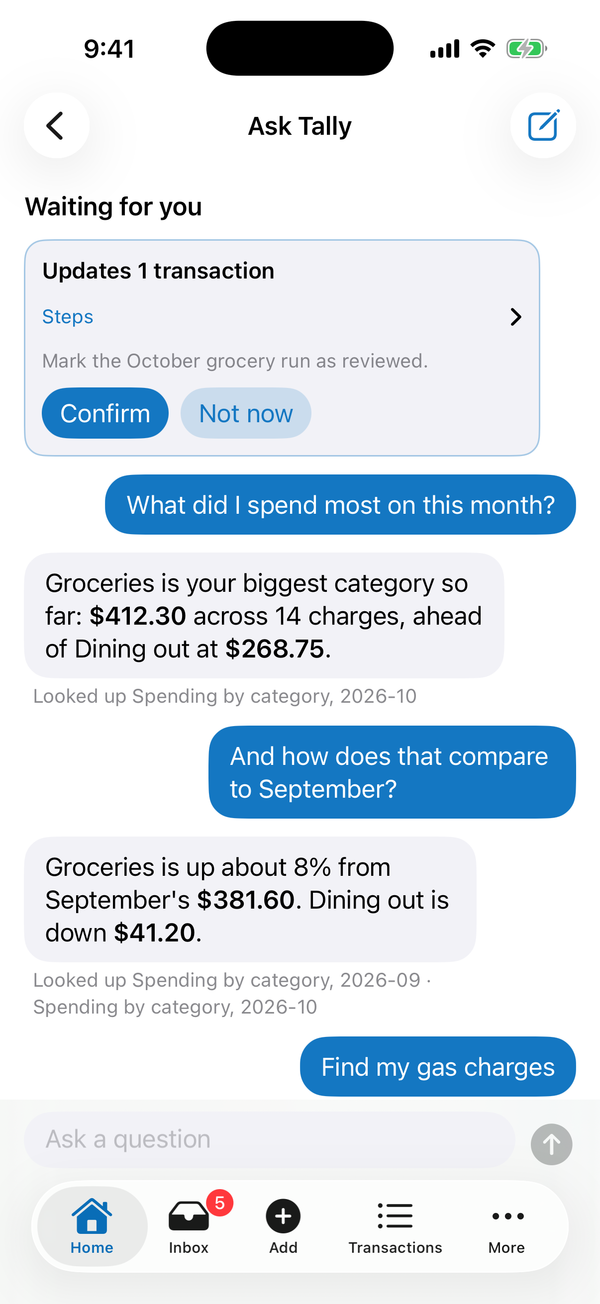 9:41
Ask Tally
Waiting for you
Updates 1 transaction
Steps
Mark the October grocery run as reviewed.
Confirm
Not now
What did I spend most on this month?
Groceries is your biggest category so
far: $412.30 across 14 charges, ahead
of Dining out at $268.75.
Looked up Spending by category, 2026-10
And how does that compare
to September?
Groceries is up about 8% from
September's $381.60. Dining out is
down $41.20.
Looked up Spending by category, 2026-09 ·
Spending by category, 2026-10
Find my gas charges
Ask a question
5
Home
Inbox
Add
Transactions
More